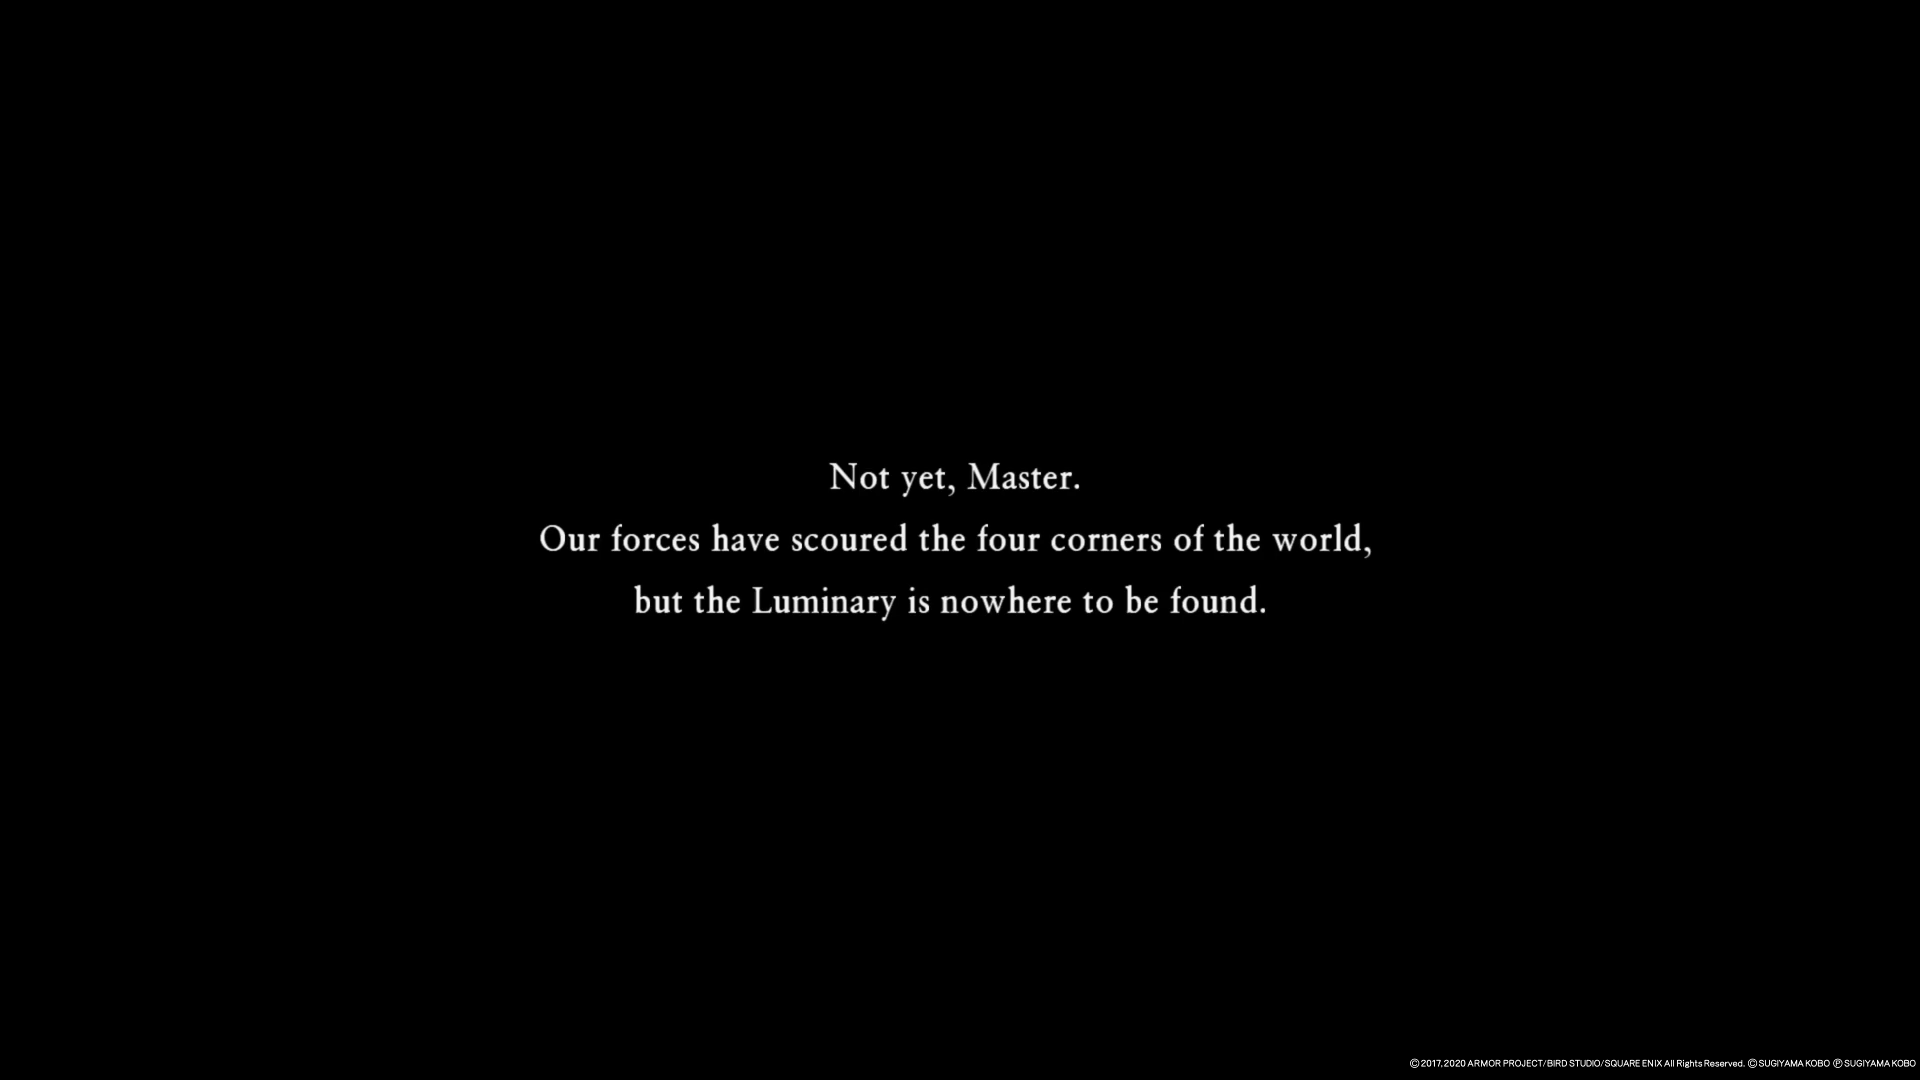 Not yet, Master.
Our forces have scoured the four corners of the world,
but the Luminary is nowhere to be found.
© 2017, 2020 ARMOR PROJECT/BIRD STUDIO/SQUARE ENIX All Rights Reserved. © SUGIYAMA KOBO ℗ SUGIYAMA KOBO